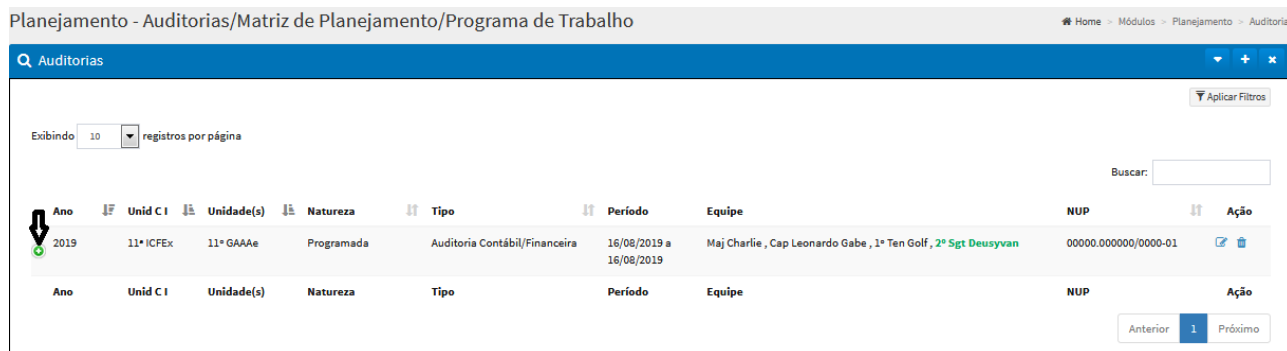 Planejamento - Auditorias/Matriz de Planejamento/Programa de Trabalho
Home > Módulos > Planejamento > Auditoria
Auditorias
Aplicar Filtros
Exibindo 10 registros por página
Buscar:
Ano Unid C I Unidade(s) Natureza Tipo Período Equipe NUP Ação
2019 11ª ICFEx 11º GAAAe Programada Auditoria Contábil/Financeira 16/08/2019 a 16/08/2019 Maj Charlie , Cap Leonardo Gabe , 1º Ten Golf , 2º Sgt Deusyvan 00000.000000/0000-01
Ano Unid C I Unidade(s) Natureza Tipo Período Equipe NUP Ação
Anterior 1 Próximo